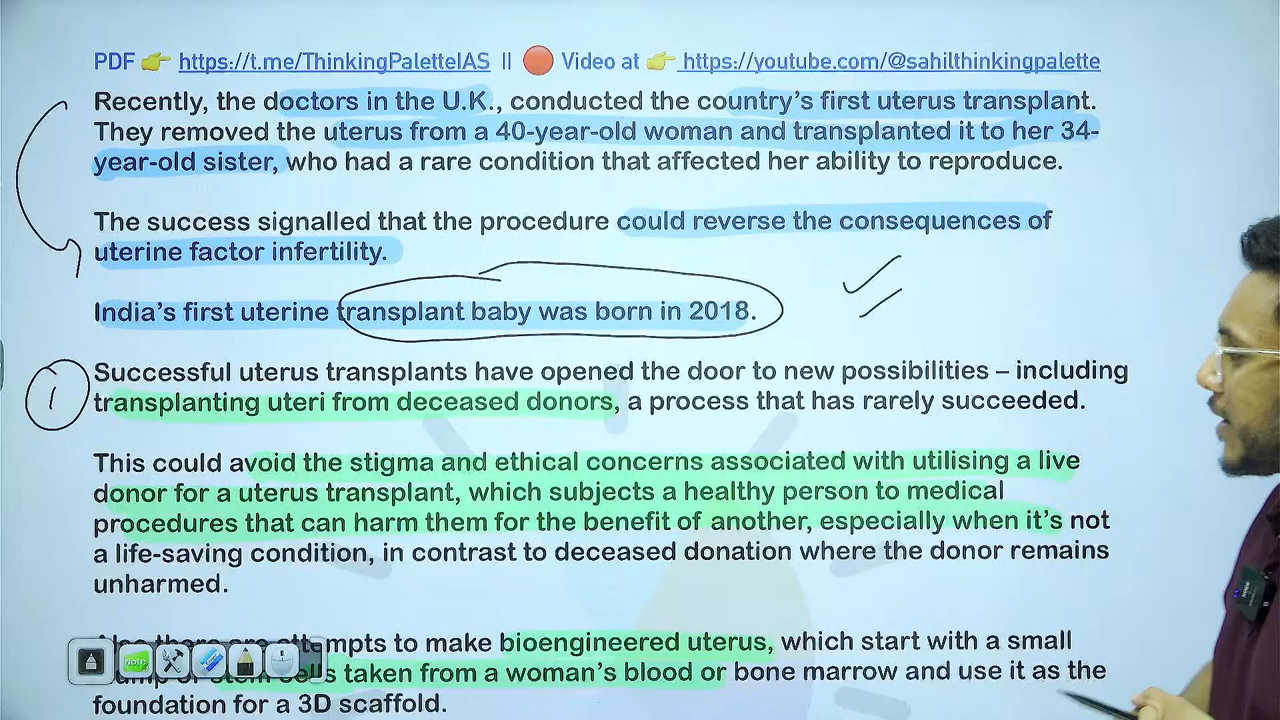 PDF 👉 https://t.me/ThinkingPaletteIAS || 🔴 Video at 👉 https://youtube.com/@sahilthinkingpalette
Recently, the doctors in the U.K., conducted the country's first uterus transplant.
They removed the uterus from a 40-year-old woman and transplanted it to her 34-
year-old sister, who had a rare condition that affected her ability to reproduce.
The success signalled that the procedure could reverse the consequences of
uterine factor infertility.
India's first uterine transplant baby was born in 2018.
1
Successful uterus transplants have opened the door to new possibilities – including
transplanting uteri from deceased donors, a process that has rarely succeeded.
This could avoid the stigma and ethical concerns associated with utilising a live
donor for a uterus transplant, which subjects a healthy person to medical
procedures that can harm them for the benefit of another, especially when it's not
a life-saving condition, in contrast to deceased donation where the donor remains
unharmed.
Also there are attempts to make bioengineered uterus, which start with a small
Note
stem cells taken from a woman's blood or bone marrow and use it as the
foundation for a 3D scaffold.